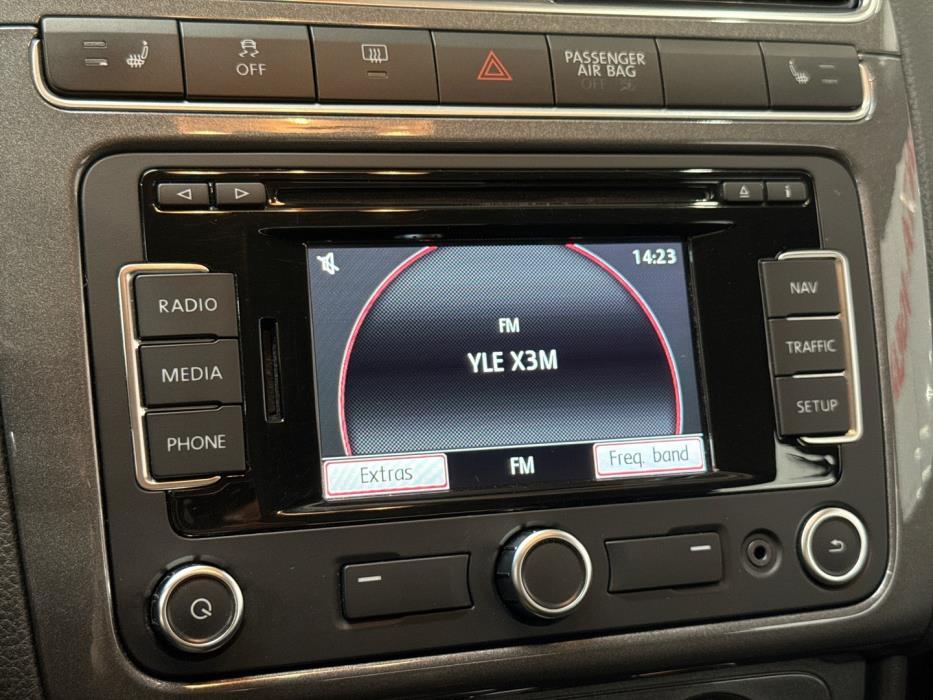 OFF
PASSENGER
AIR BAG
OFF
i
14:23
RADIO
MEDIA
PHONE
FM
YLE X3M
NAV
TRAFFIC
SETUP
Extras
FM
Freq. band